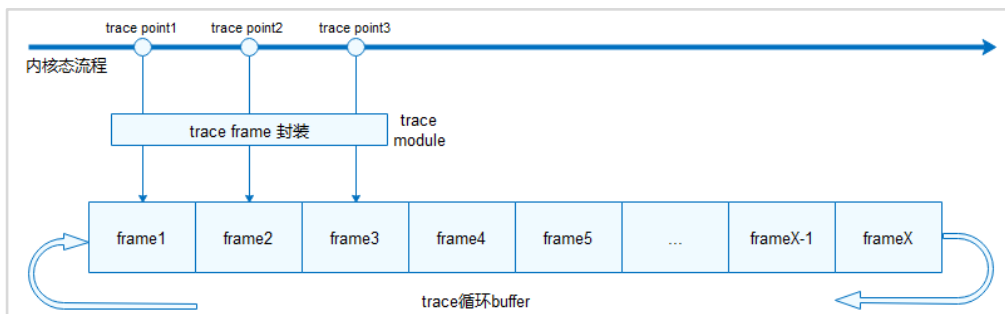 trace point1 trace point2 trace point3
内核态流程
trace frame 封装
trace
module
frame1 frame2 frame3 frame4 frame5 ... frameX-1 frameX
trace循环buffer